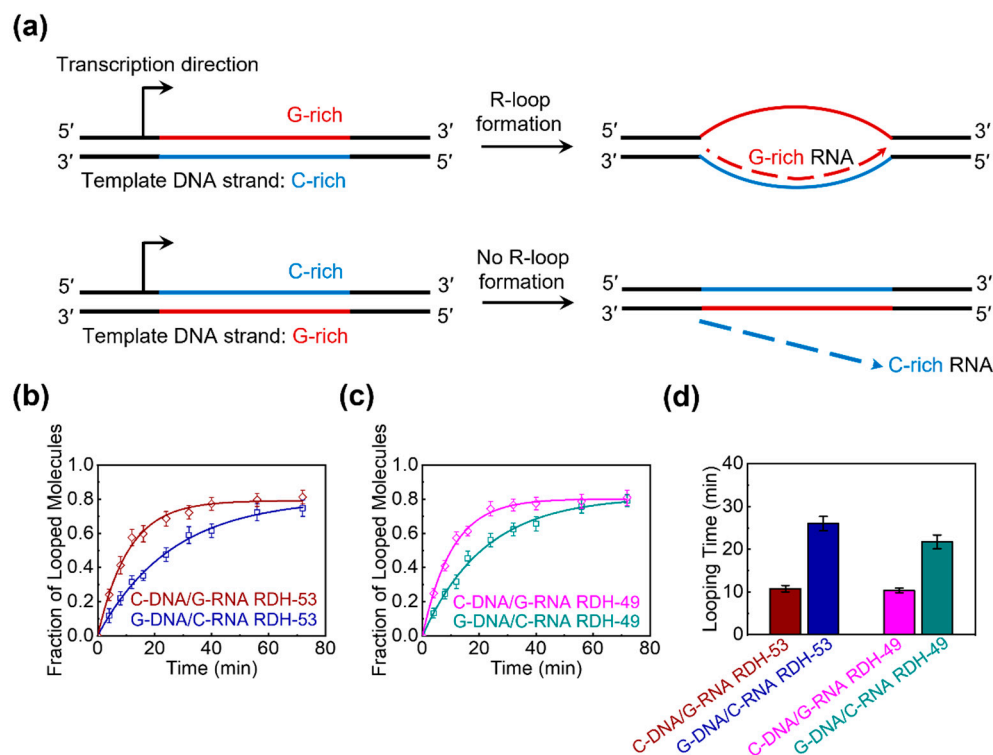 (a)
Transcription direction
G-rich
5′
3′
3′
5′
Template DNA strand: C-rich
R-loop
formation
5′
3′
G-rich RNA
3′
5′
C-rich
5′
3′
3′
5′
Template DNA strand: G-rich
No R-loop
formation
5′
3′
3′
5′
C-rich RNA
(b)
Fraction of Looped Molecules
1.0
0.8
0.6
0.4
0.2
0.0
C-DNA/G-RNA RDH-53
G-DNA/C-RNA RDH-53
0
20
40
60
80
Time (min)
(c)
Fraction of Looped Molecules
1.0
0.8
0.6
0.4
0.2
0.0
C-DNA/G-RNA RDH-49
G-DNA/C-RNA RDH-49
0
20
40
60
80
Time (min)
(d)
Looping Time (min)
40
30
20
10
0
C-DNA/G-RNA RDH-53
G-DNA/C-RNA RDH-53
C-DNA/G-RNA RDH-49
G-DNA/C-RNA RDH-49